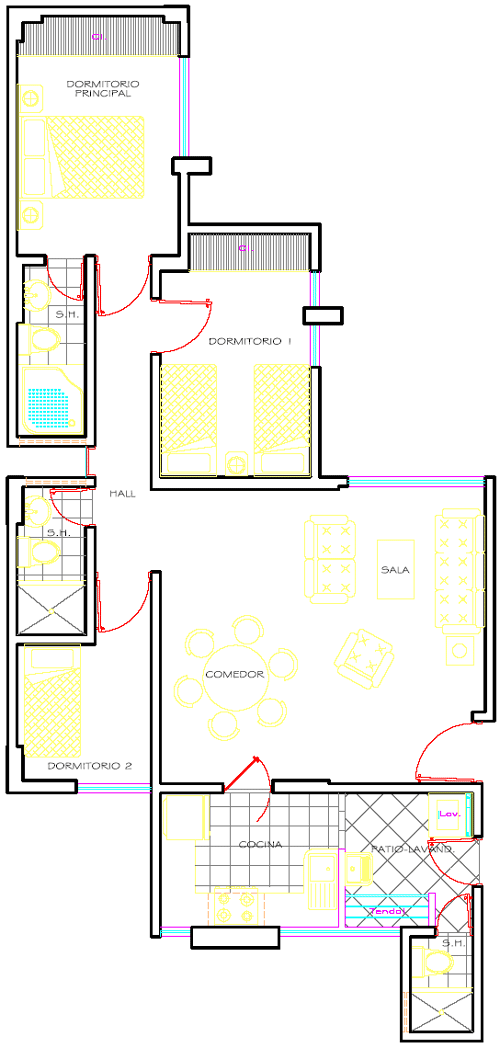 Cl.
DORMITORIO
PRINCIPAL
Cl.
S.H.
DORMITORIO 1
HALL
S.H.
SALA
COMEDOR
DORMITORIO 2
Lav.
COCINA
PATIO-LAVAND.
Tendal
S.H.